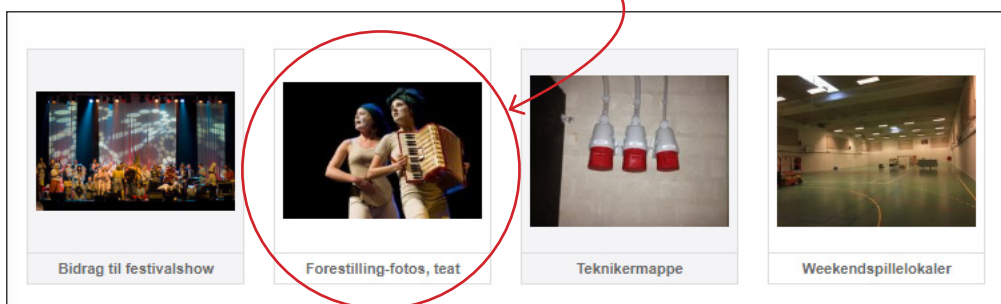 Bidrag til festivalshow
Forestilling-fotos, teat
Teknikermappe
Weekendspillelokaler